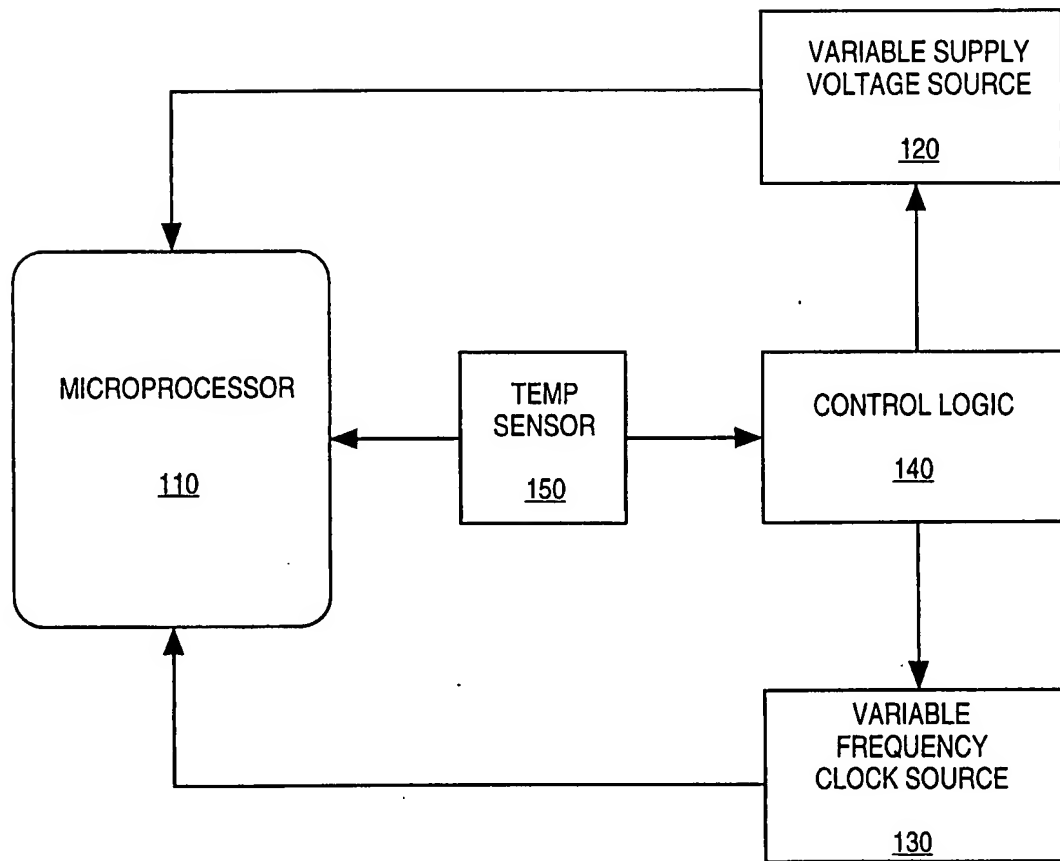 VARIABLE SUPPLY
VOLTAGE SOURCE
120
MICROPROCESSOR
110
TEMP
SENSOR
150
CONTROL LOGIC
140
VARIABLE
FREQUENCY
CLOCK SOURCE
130